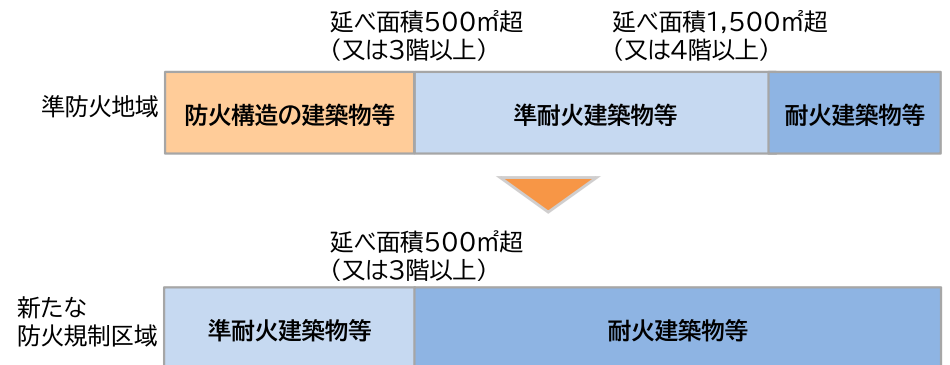 延べ面積500㎡超
（又は3階以上）
延べ面積1,500㎡超
（又は4階以上）
準防火地域
防火構造の建築物等
準耐火建築物等
耐火建築物等
延べ面積500㎡超
（又は3階以上）
新たな
防火規制区域
準耐火建築物等
耐火建築物等